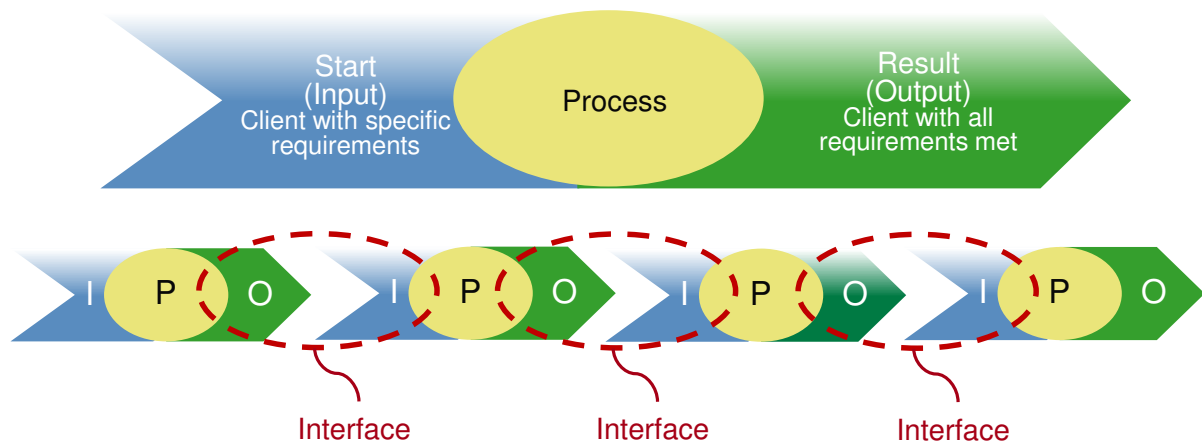 Start
(Input)
Client with specific
requirements
Process
Result
(Output)
Client with all
requirements met
I P O I P O I P O I P O
Interface Interface Interface